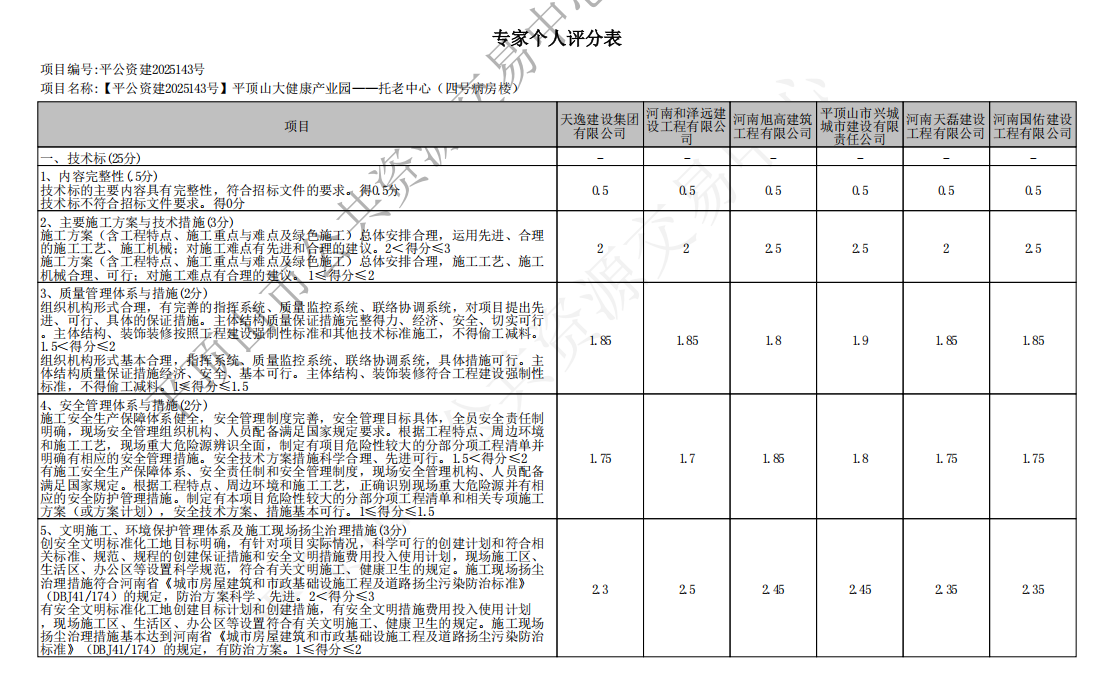 专家个人评分表
项目编号:平公资建2025143号
项目名称:【平公资建2025143号】平顶山大健康产业园——托老中心（四号病房楼）
项目
天逸建设集团
有限公司
河南和泽远建
设工程有限公
司
河南旭高建筑
工程有限公司
平顶山市兴城
城市建设有限
责任公司
河南天磊建设
工程有限公司
河南国佑建设
工程有限公司
一、技术标(25分)
– – – – – –
1、内容完整性(.5分)
技术标的主要内容具有完整性，符合招标文件的要求。得0.5分
技术标不符合招标文件要求。得0分
0.5 0.5 0.5 0.5 0.5 0.5
2、主要施工方案与技术措施(3分)
施工方案（含工程特点、施工重点与难点及绿色施工）总体安排合理，运用先进、合理
的施工工艺、施工机械；对施工难点有先进和合理的建议。2<得分≤3
施工方案（含工程特点、施工重点与难点及绿色施工）总体安排合理，施工工艺、施工
机械合理、可行；对施工难点有合理的建议。1≤得分≤2
2 2 2.5 2.5 2 2.5
3、质量管理体系与措施(2分)
组织机构形式合理，有完善的指挥系统、质量监控系统、联络协调系统，对项目提出先
进、可行、具体的保证措施。主体结构质量保证措施完整得力、经济、安全、切实可行
。主体结构、装饰装修按照工程建设强制性标准和其他技术标准施工，不得偷工减料。
1.5<得分≤2
组织机构形式基本合理，指挥系统、质量监控系统、联络协调系统，具体措施可行。主
体结构质量保证措施经济、安全、基本可行。主体结构、装饰装修符合工程建设强制性
标准，不得偷工减料。1≤得分≤1.5
1.85 1.85 1.8 1.9 1.85 1.85
4、安全管理体系与措施(2分)
施工安全生产保障体系健全，安全管理制度完善，安全管理目标具体，全员安全责任制
明确，现场安全管理组织机构、人员配备满足国家规定要求。根据工程特点、周边环境
和施工工艺，现场重大危险源辨识全面，制定有项目危险性较大的分部分项工程清单并
明确有相应的安全管理措施。安全技术方案措施科学合理、先进可行。1.5<得分≤2
有施工安全生产保障体系、安全责任制和安全管理制度，现场安全管理机构、人员配备
满足国家规定。根据工程特点、周边环境和施工工艺，正确识别现场重大危险源并有相
应的安全防护管理措施。制定有本项目危险性较大的分部分项工程清单和相关专项施工
方案（或方案计划），安全技术方案、措施基本可行。1≤得分≤1.5
1.75 1.7 1.85 1.8 1.75 1.75
5、文明施工、环境保护管理体系及施工现场扬尘治理措施(3分)
创安全文明标准化工地目标明确，有针对项目实际情况，科学可行的创建计划和符合相
关标准、规范、规程的创建保证措施和安全文明措施费用投入使用计划，现场施工区、
生活区、办公区等设置科学规范，符合有关文明施工、健康卫生的规定。施工现场扬尘
治理措施符合河南省《城市房屋建筑和市政基础设施工程及道路扬尘污染防治标准》
（DBJ41/174）的规定，防治方案科学、先进。2<得分≤3
有安全文明标准化工地创建目标计划和创建措施，有安全文明措施费用投入使用计划
，现场施工区、生活区、办公区等设置符合有关文明施工、健康卫生的规定。施工现场
扬尘治理措施基本达到河南省《城市房屋建筑和市政基础设施工程及道路扬尘污染防治
标准》（DBJ41/174）的规定，有防治方案。1≤得分≤2
2.3 2.5 2.45 2.45 2.35 2.35
平顶山市公共资源交易中心
公共资源交易中心